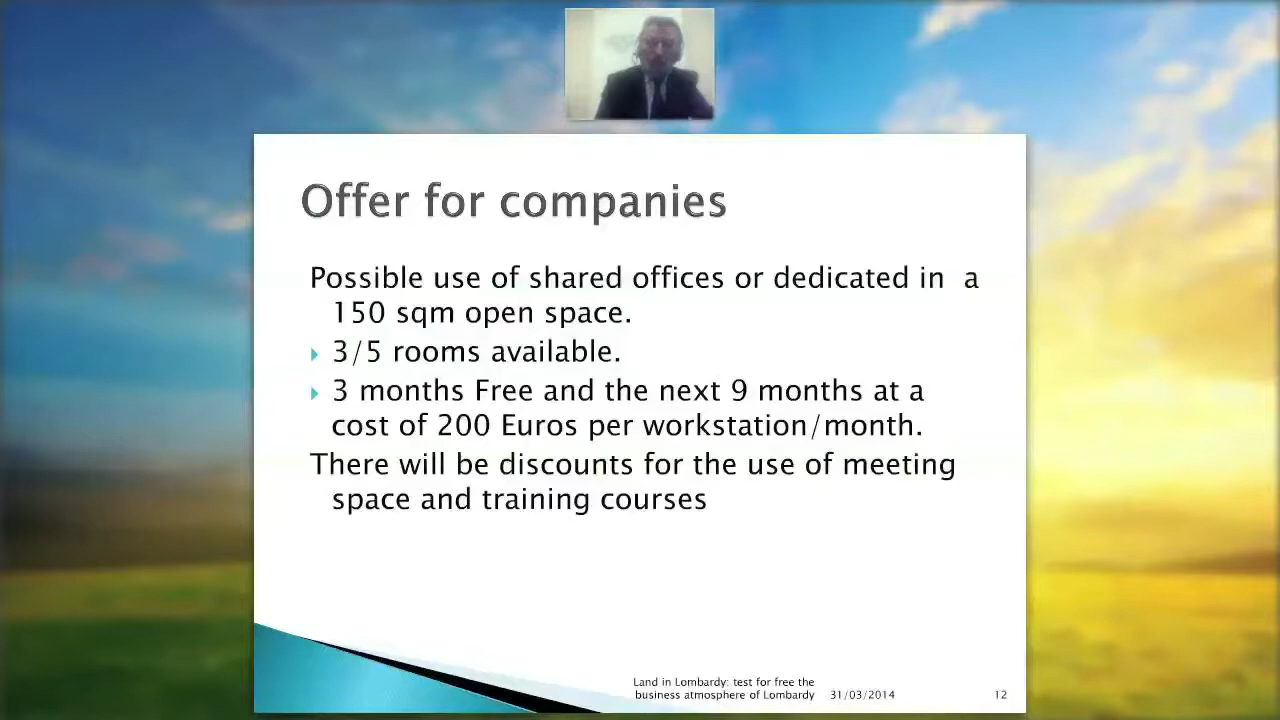 Offer for companies
Possible use of shared offices or dedicated in a
150 sqm open space.
3/5 rooms available.
3 months Free and the next 9 months at a
cost of 200 Euros per workstation/month.
There will be discounts for the use of meeting
space and training courses
Land in Lombardy: test for free the
business atmosphere of Lombardy
31/03/2014
12